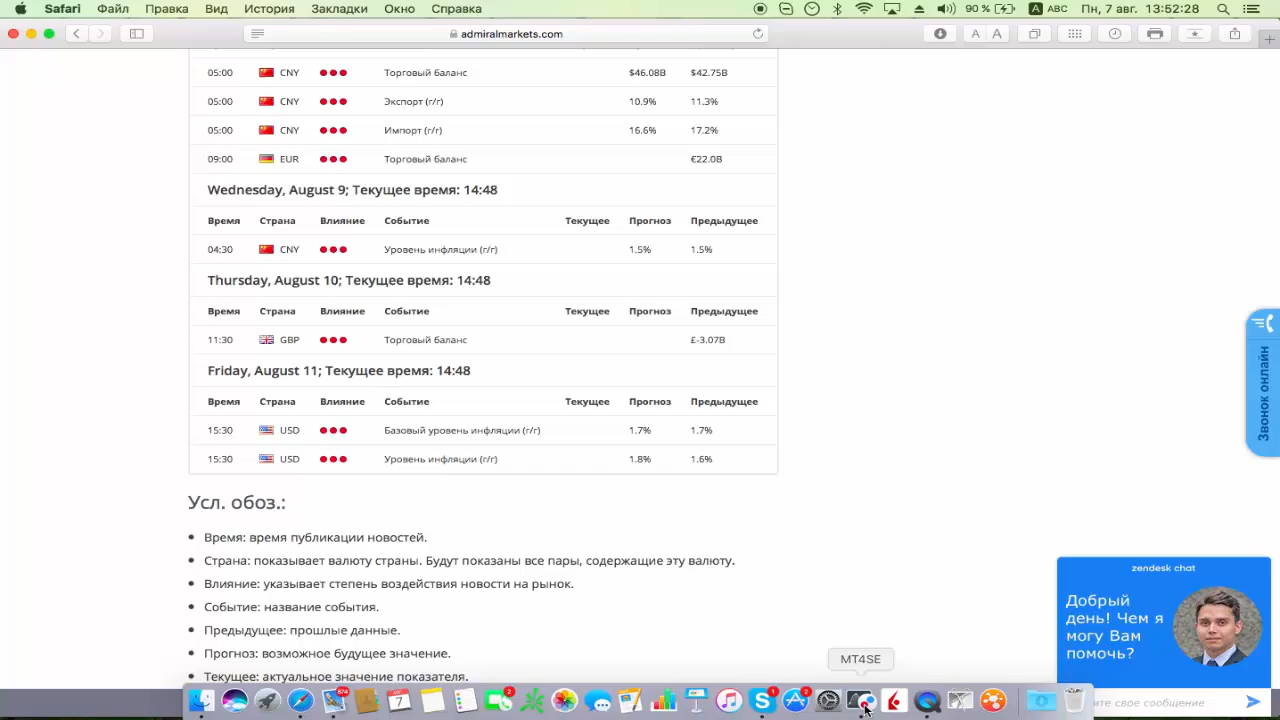 Safari Файл Правка Вид История Закладки Окно Справка 90 % A ABC Пн, 7 авг. 13:52:28
admiralmarkets.com
A A
05:00 CNY Торговый баланс $46.08B $42.75B
05:00 CNY Экспорт (г/г) 10.9% 11.3%
05:00 CNY Импорт (г/г) 16.6% 17.2%
09:00 EUR Торговый баланс €22.0B
Wednesday, August 9; Текущее время: 14:48
Время Страна Влияние Событие Текущее Прогноз Предыдущее
04:30 CNY Уровень инфляции (г/г) 1.5% 1.5%
Thursday, August 10; Текущее время: 14:48
Время Страна Влияние Событие Текущее Прогноз Предыдущее
11:30 GBP Торговый баланс £-3.07B
Friday, August 11; Текущее время: 14:48
Время Страна Влияние Событие Текущее Прогноз Предыдущее
15:30 USD Базовый уровень инфляции (г/г) 1.7% 1.7%
15:30 USD Уровень инфляции (г/г) 1.8% 1.6%
Усл. обоз.:
Время: время публикации новостей.
Страна: показывает валюту страны. Будут показаны все пары, содержащие эту валюту.
Влияние: указывает степень воздействия новости на рынок.
Событие: название события.
Предыдущее: прошлые данные.
Прогноз: возможное будущее значение.
Текущее: актуальное значение показателя.
Звонок онлайн
zendesk chat
Добрый
день! Чем я
могу Вам
помочь?
свое сообщение
MT4SE
874
7
2
1
2